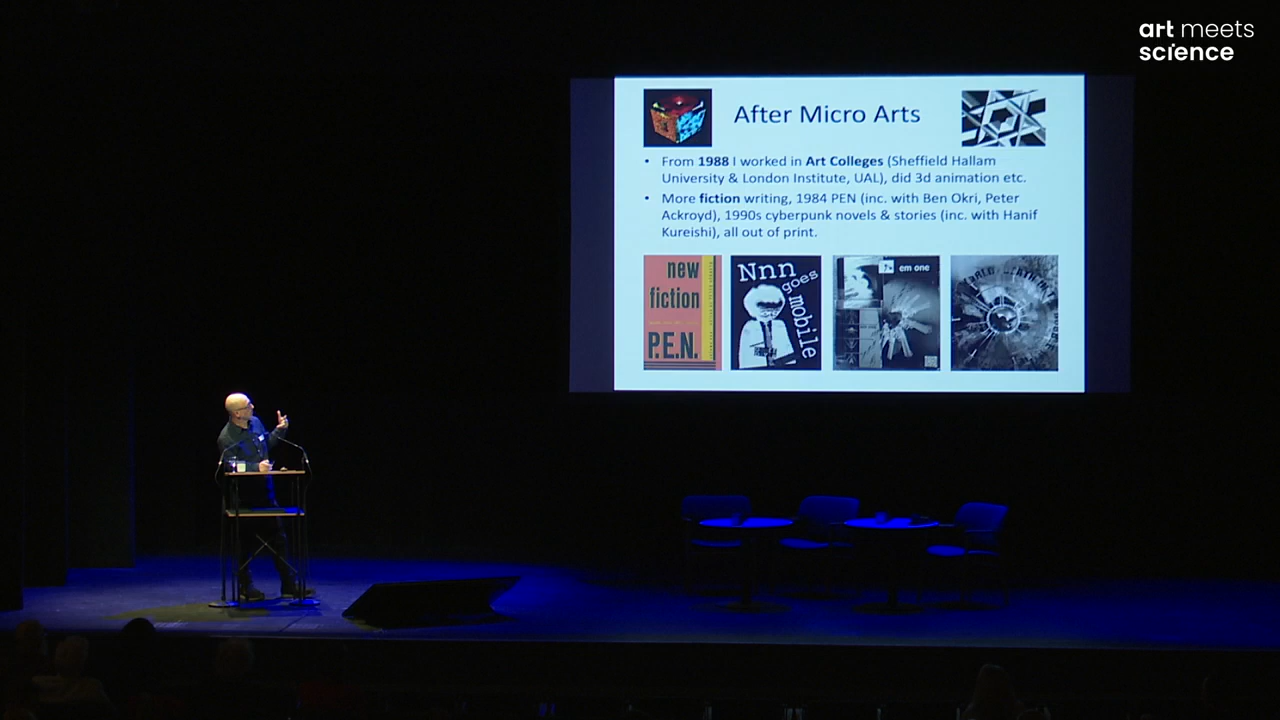 art meets
science
After Micro Arts
• From 1988 I worked in Art Colleges (Sheffield Hallam
University & London Institute, UAL), did 3d animation etc.
• More fiction writing, 1984 PEN (inc. with Ben Okri, Peter
Ackroyd), 1990s cyberpunk novels & stories (inc. with Hanif
Kureishi), all out of print.
new
fiction
P.E.N.
Nnn
goes
mobile
em one